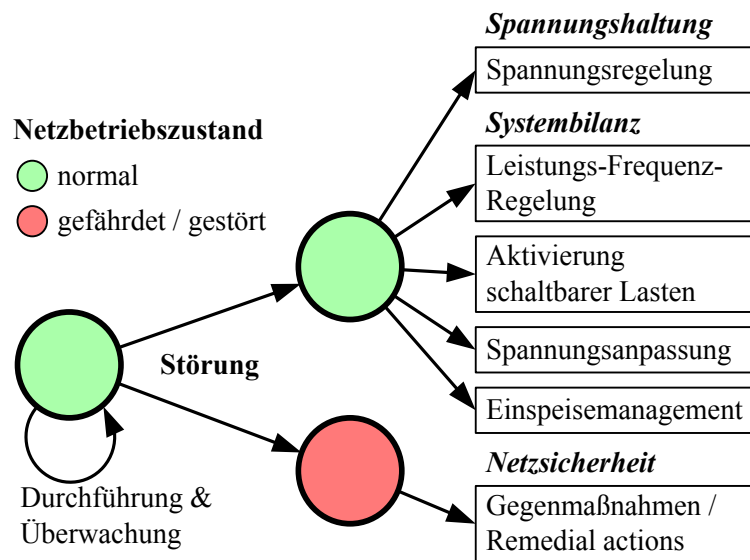 Netzbetriebszustand
normal
gefährdet / gestört
Störung
Durchführung &
Überwachung
Spannungshaltung
Spannungsregelung
Systembilanz
Leistungs-Frequenz-
Regelung
Aktivierung
schaltbarer Lasten
Spannungsanpassung
Einspeisemanagement
Netzsicherheit
Gegenmaßnahmen /
Remedial actions